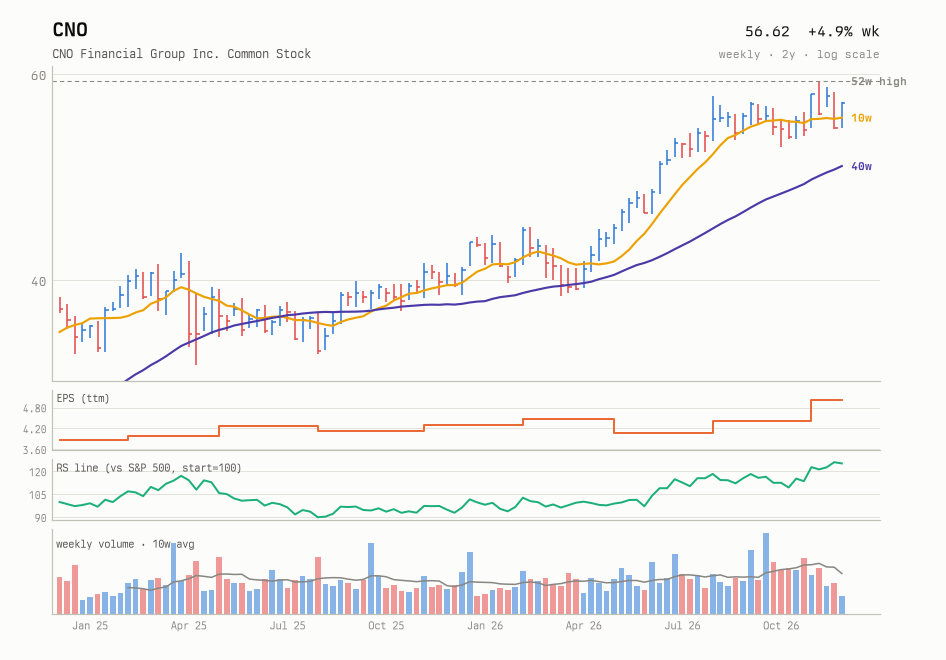 CNO
56.62 +4.9% wk
CNO Financial Group Inc. Common Stock
weekly · 2y · log scale
60
52w high
10w
40w
40
EPS (ttm)
4.80
4.20
3.60
RS line (vs S&P 500, start=100)
120
105
90
weekly volume · 10w avg
Jan 25 Apr 25 Jul 25 Oct 25 Jan 26 Apr 26 Jul 26 Oct 26